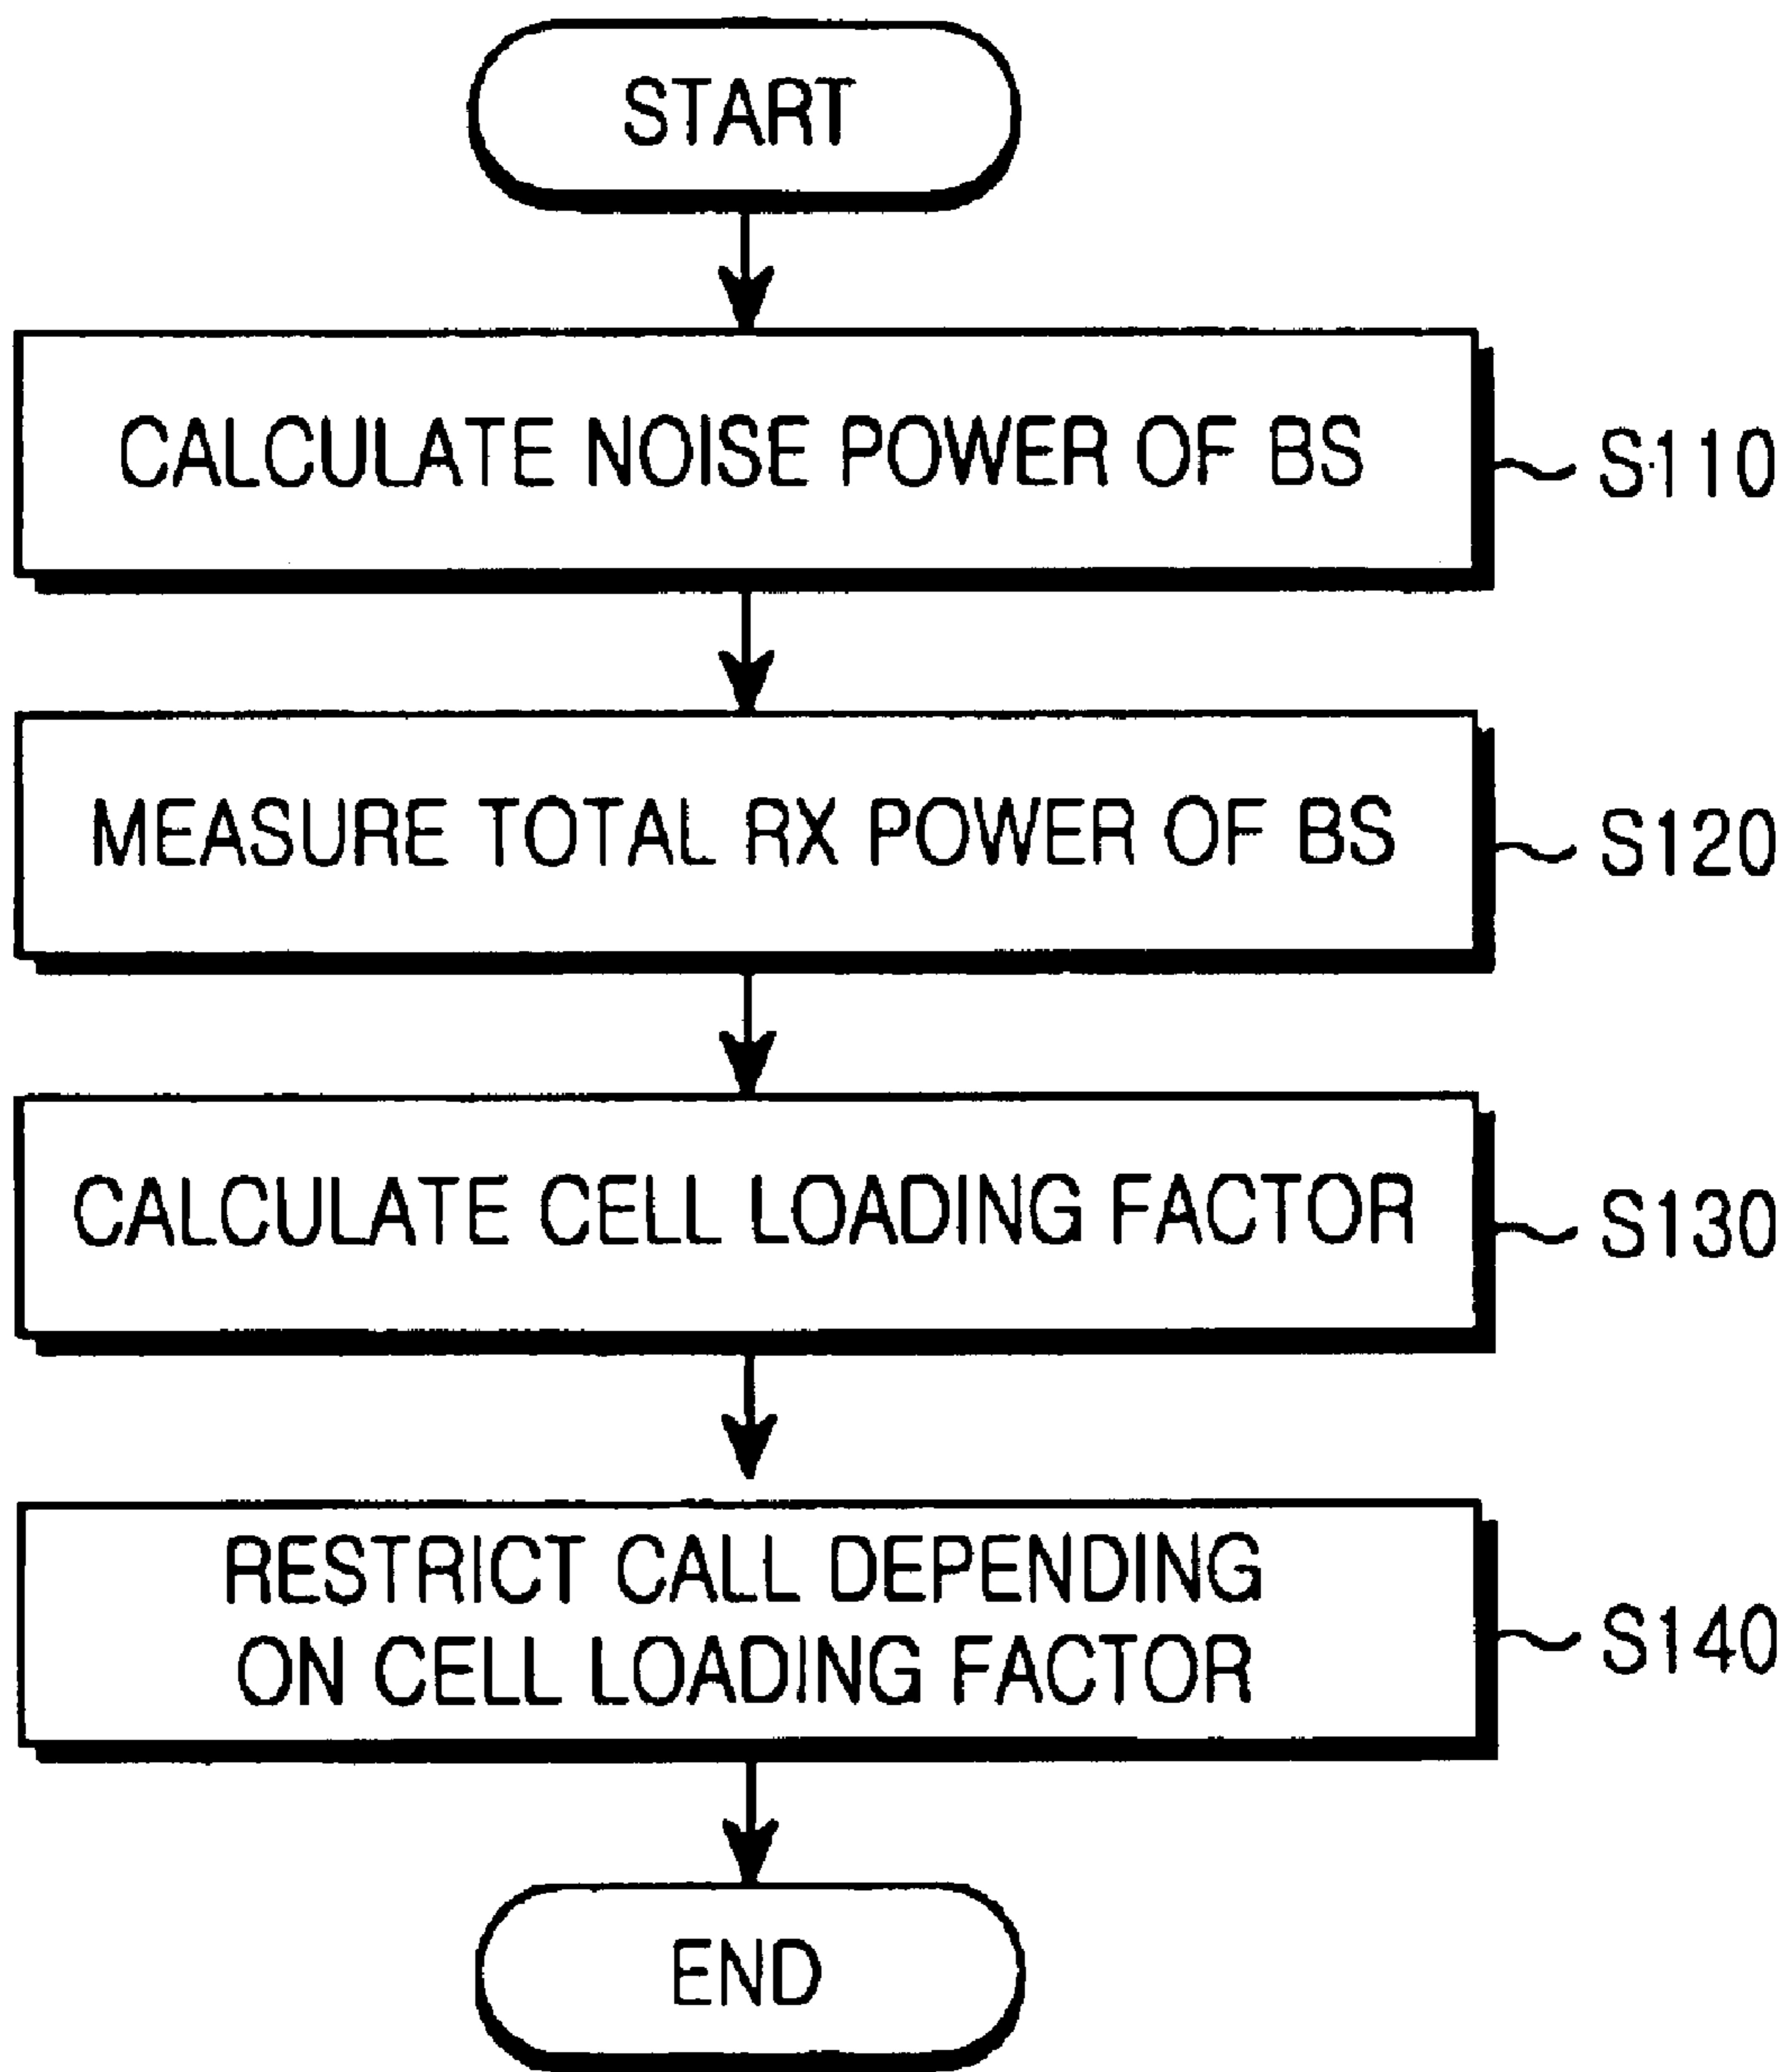 START
CALCULATE NOISE POWER OF BS
S110
MEASURE TOTAL RX POWER OF BS
S120
CALCULATE CELL LOADING FACTOR
S130
RESTRICT CALL DEPENDING
ON CELL LOADING FACTOR
S140
END